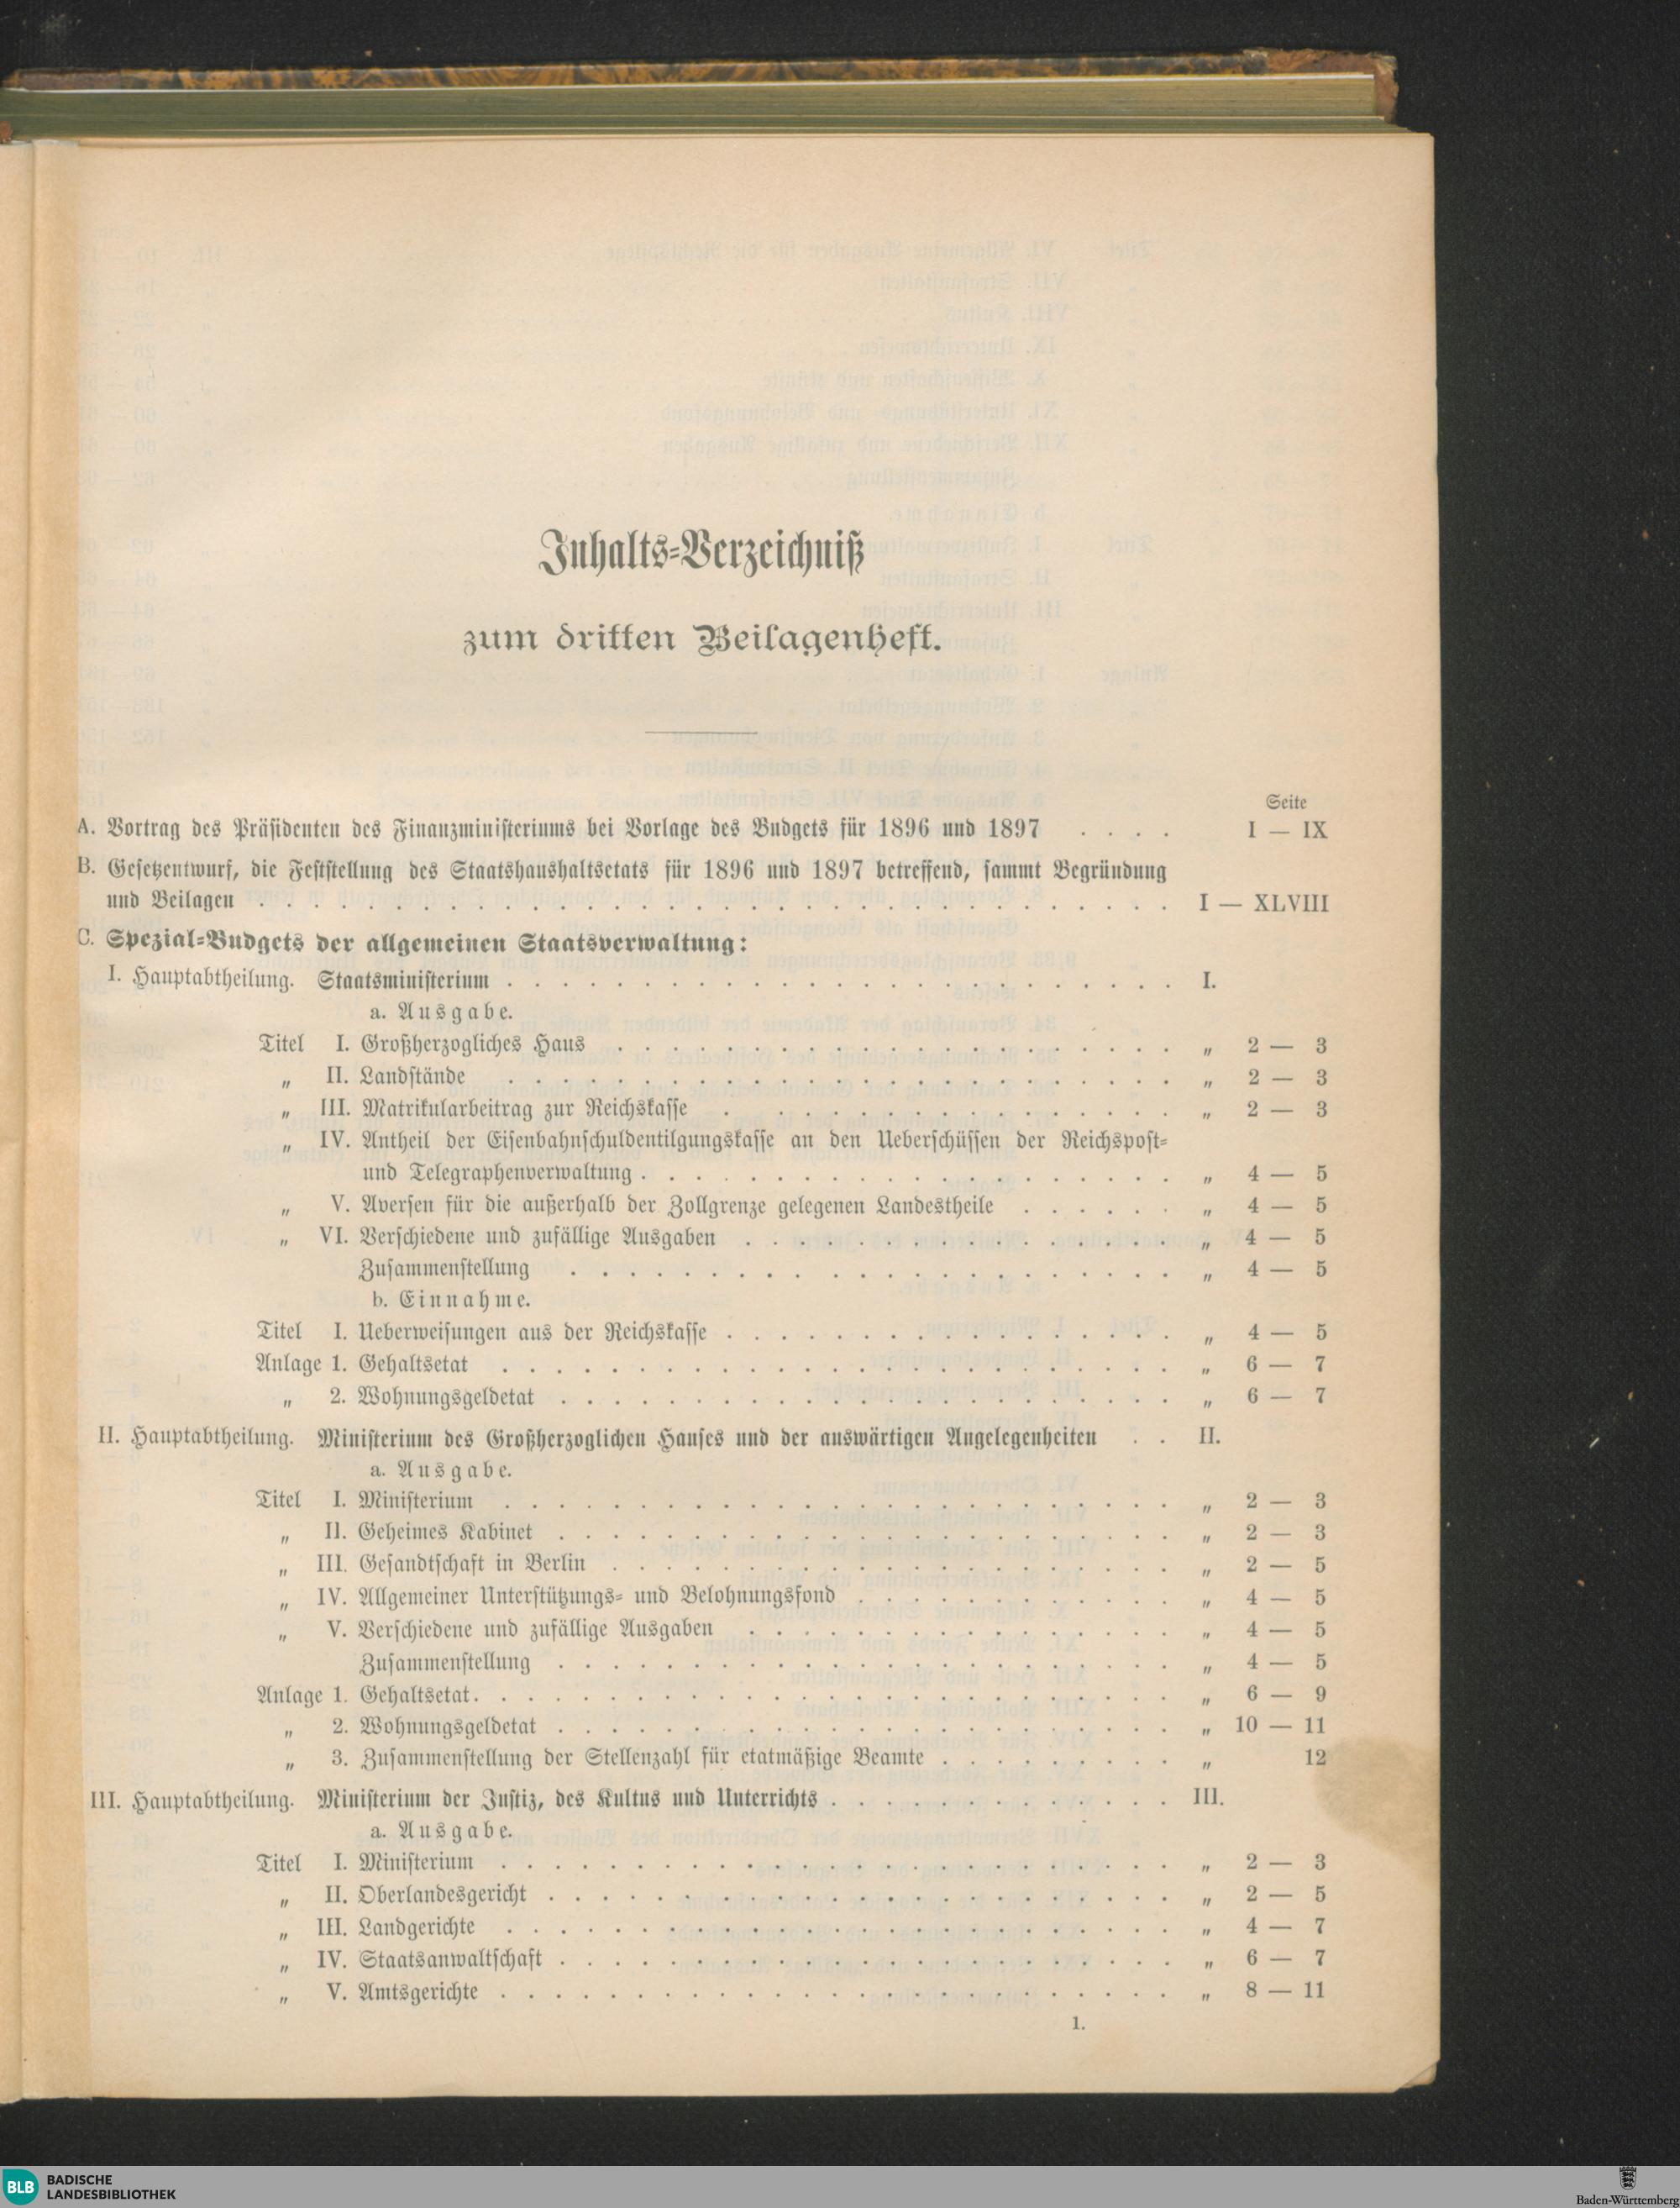 Inhalts-Verzeichniß
zum dritten Beilagenheft.
Seite
A. Vortrag des Präsidenten des Finanzministeriums bei Vorlage des Budgets für 1896 und 1897 . . . . I — IX
B. Gesetzentwurf, die Feststellung des Staatshaushaltsetats für 1896 und 1897 betreffend, sammt Begründung
und Beilagen . . . . I — XLVIII
C. Spezial-Budgets der allgemeinen Staatsverwaltung:
I. Hauptabtheilung. Staatsministerium . . . . I.
a. Ausgabe.
Titel I. Großherzogliches Haus . . . . „ 2 — 3
„ II. Landstände . . . . „ 2 — 3
„ III. Matrikularbeitrag zur Reichskasse . . . . „ 2 — 3
„ IV. Antheil der Eisenbahnschuldentilgungskasse an den Ueberschüssen der Reichspost-
und Telegraphenverwaltung . . . . „ 4 — 5
„ V. Aversen für die außerhalb der Zollgrenze gelegenen Landestheile . . . . „ 4 — 5
„ VI. Verschiedene und zufällige Ausgaben . . . . „ 4 — 5
Zusammenstellung . . . . „ 4 — 5
b. Einnahme.
Titel I. Ueberweisungen aus der Reichskasse . . . . „ 4 — 5
Anlage 1. Gehaltsetat . . . . „ 6 — 7
„ 2. Wohnungsgeldetat . . . . „ 6 — 7
II. Hauptabtheilung. Ministerium des Großherzoglichen Hauses und der auswärtigen Angelegenheiten . . II.
a. Ausgabe.
Titel I. Ministerium . . . . „ 2 — 3
„ II. Geheimes Kabinet . . . . „ 2 — 3
„ III. Gesandtschaft in Berlin . . . . „ 2 — 5
„ IV. Allgemeiner Unterstützungs- und Belohnungsfond . . . . „ 4 — 5
„ V. Verschiedene und zufällige Ausgaben . . . . „ 4 — 5
Zusammenstellung . . . . „ 4 — 5
Anlage 1. Gehaltsetat . . . . „ 6 — 9
„ 2. Wohnungsgeldetat . . . . „ 10 — 11
„ 3. Zusammenstellung der Stellenzahl für etatmäßige Beamte . . . . „ 12
III. Hauptabtheilung. Ministerium der Justiz, des Kultus und Unterrichts . . . . III.
a. Ausgabe.
Titel I. Ministerium . . . . „ 2 — 3
„ II. Oberlandesgericht . . . . „ 2 — 5
„ III. Landgerichte . . . . „ 4 — 7
„ IV. Staatsanwaltschaft . . . . „ 6 — 7
„ V. Amtsgerichte . . . . „ 8 — 11
1.
BLB BADISCHE
LANDESBIBLIOTHEK
Baden-Württemberg